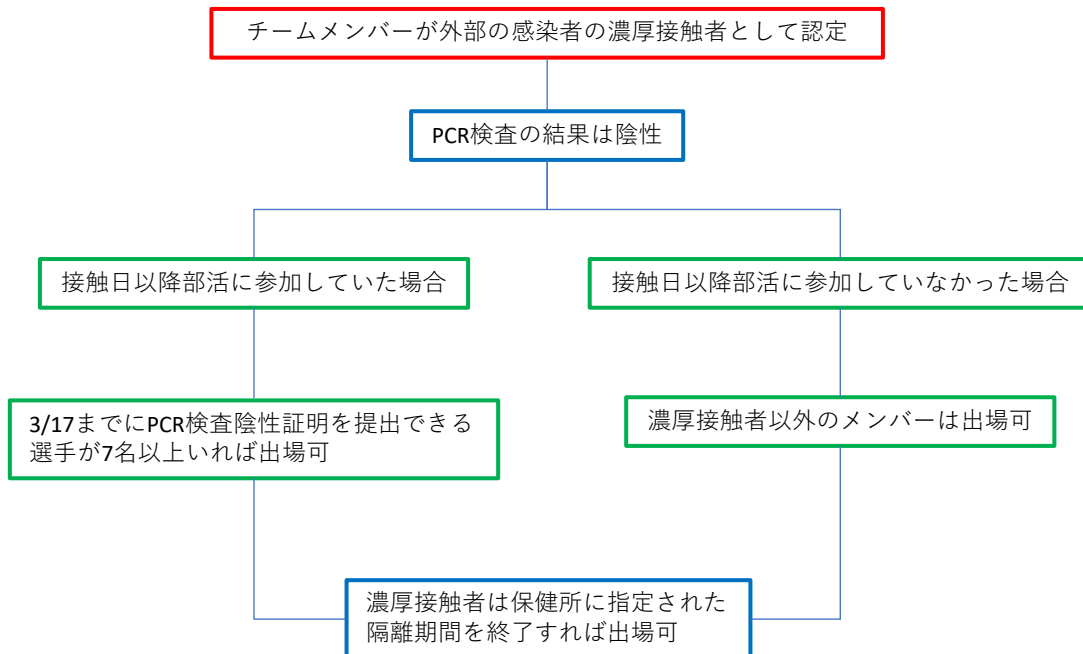 チームメンバーが外部の感染者の濃厚接触者として認定
PCR検査の結果は陰性
接触日以降部活に参加していた場合
接触日以降部活に参加していなかった場合
3/17までにPCR検査陰性証明を提出できる
選手が7名以上いれば出場可
濃厚接触者以外のメンバーは出場可
濃厚接触者は保健所に指定された
隔離期間を終了すれば出場可